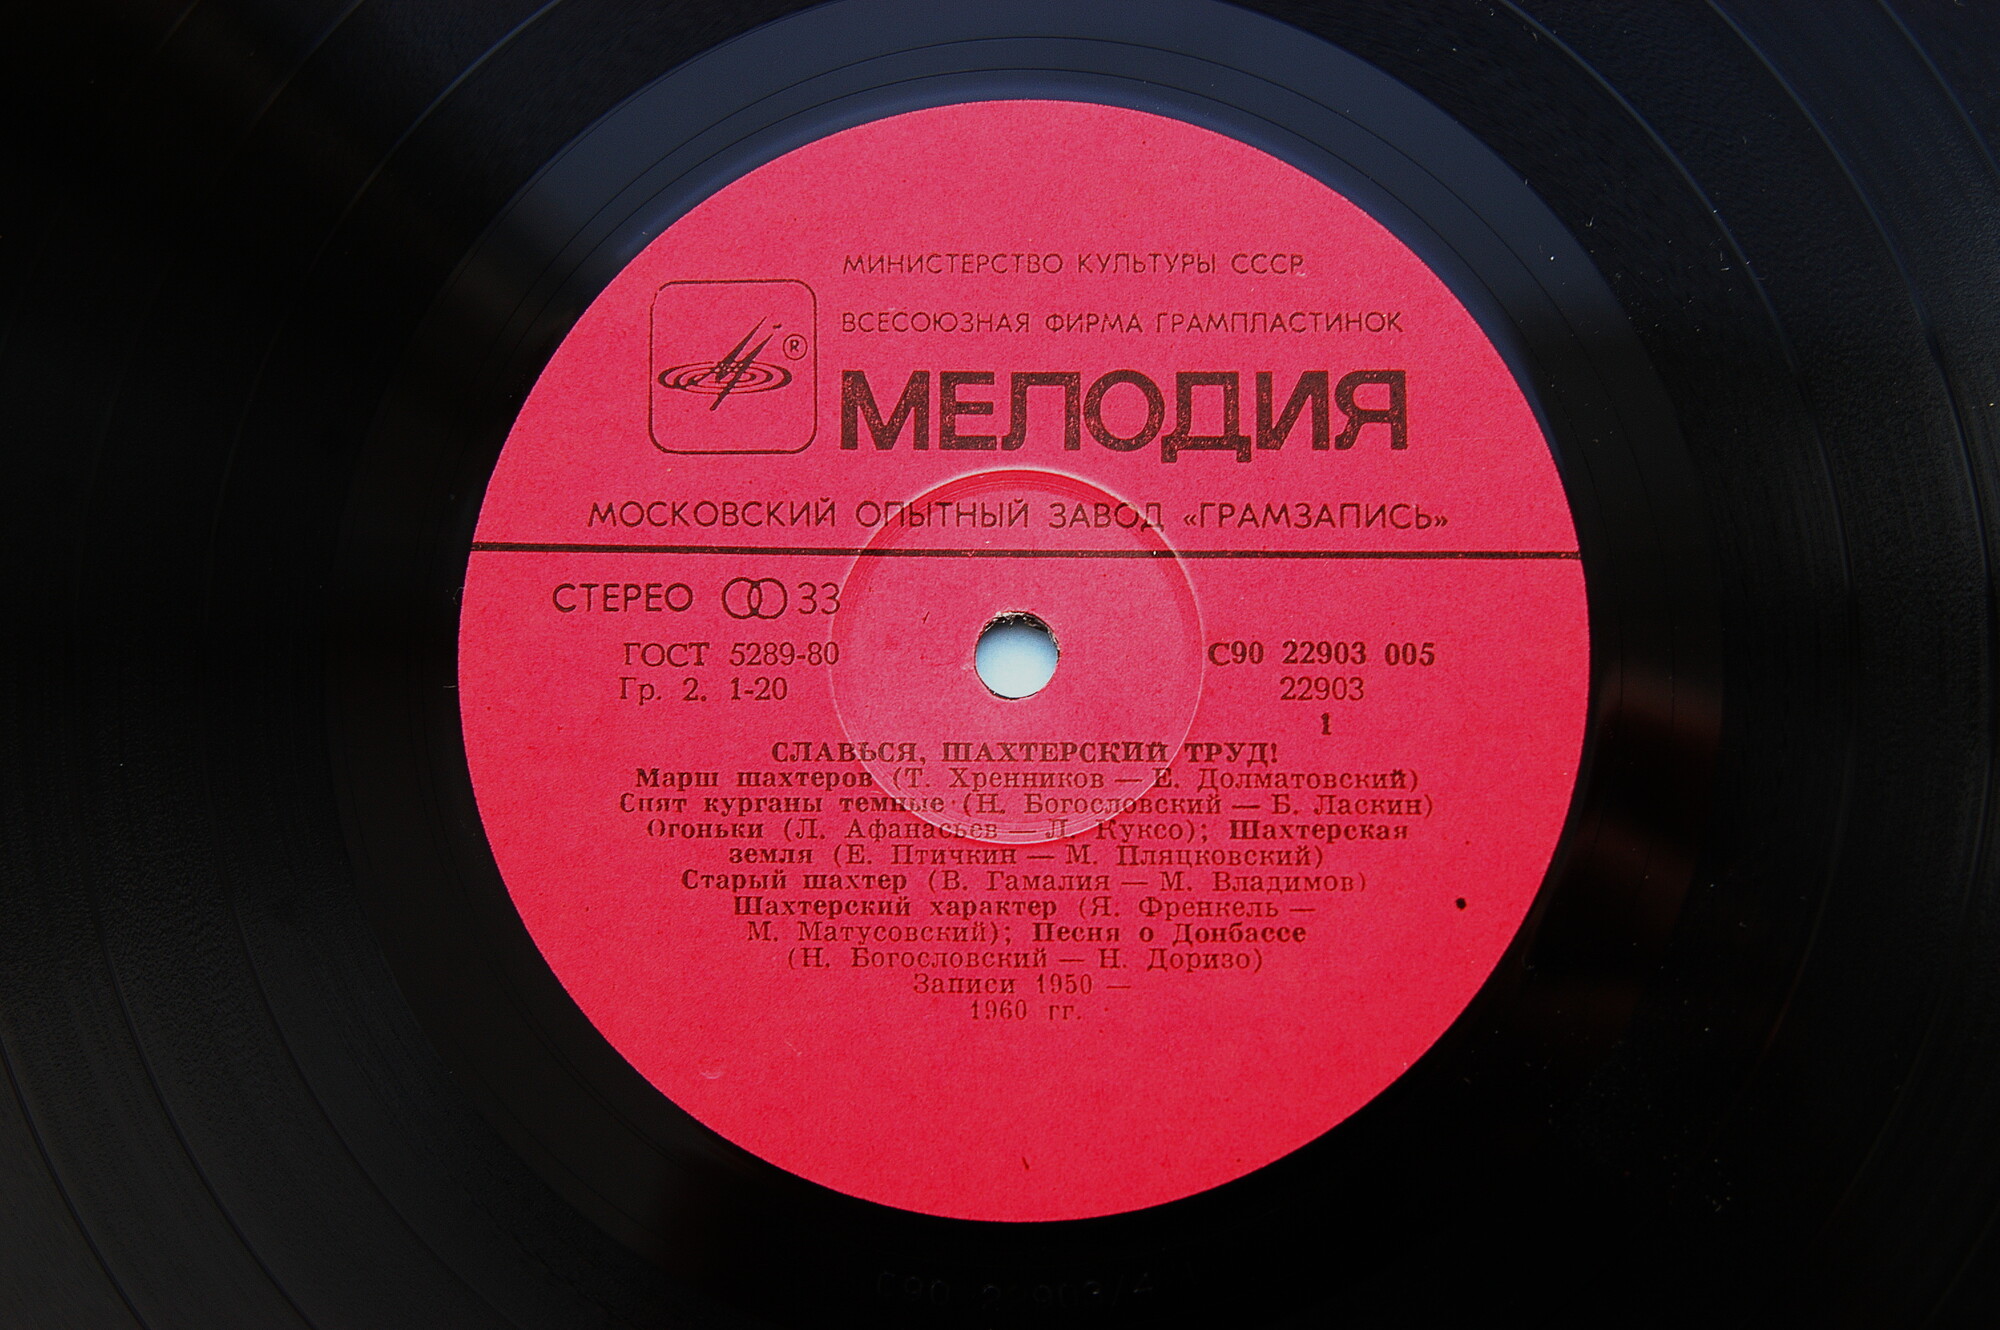 МИНИСТЕРСТВО КУЛЬТУРЫ СССР
ВСЕСОЮЗНАЯ ФИРМА ГРАМПЛАСТИНОК
®
МЕЛОДИЯ
МОСКОВСКИЙ ОПЫТНЫЙ ЗАВОД «ГРАМЗАПИСЬ»
СТЕРЕО 33
ГОСТ 5289-80
Гр. 2. 1-20
С90 22903 005
22903
1
СЛАВЬСЯ, ШАХТЕРСКИЙ ТРУД!
Марш шахтеров (Т. Хренников — Е. Долматовский)
Спят курганы темные (Н. Богословский — Б. Ласкин)
Огоньки (Л. Афанасьев — Л. Куксо); Шахтерская
земля (Е. Птичкин — М. Пляцковский)
Старый шахтер (В. Гамалия — М. Владимов)
Шахтерский характер (Я. Френкель —
М. Матусовский); Песня о Донбассе
(Н. Богословский — Н. Доризо)
Записи 1950 —
1960 гг.